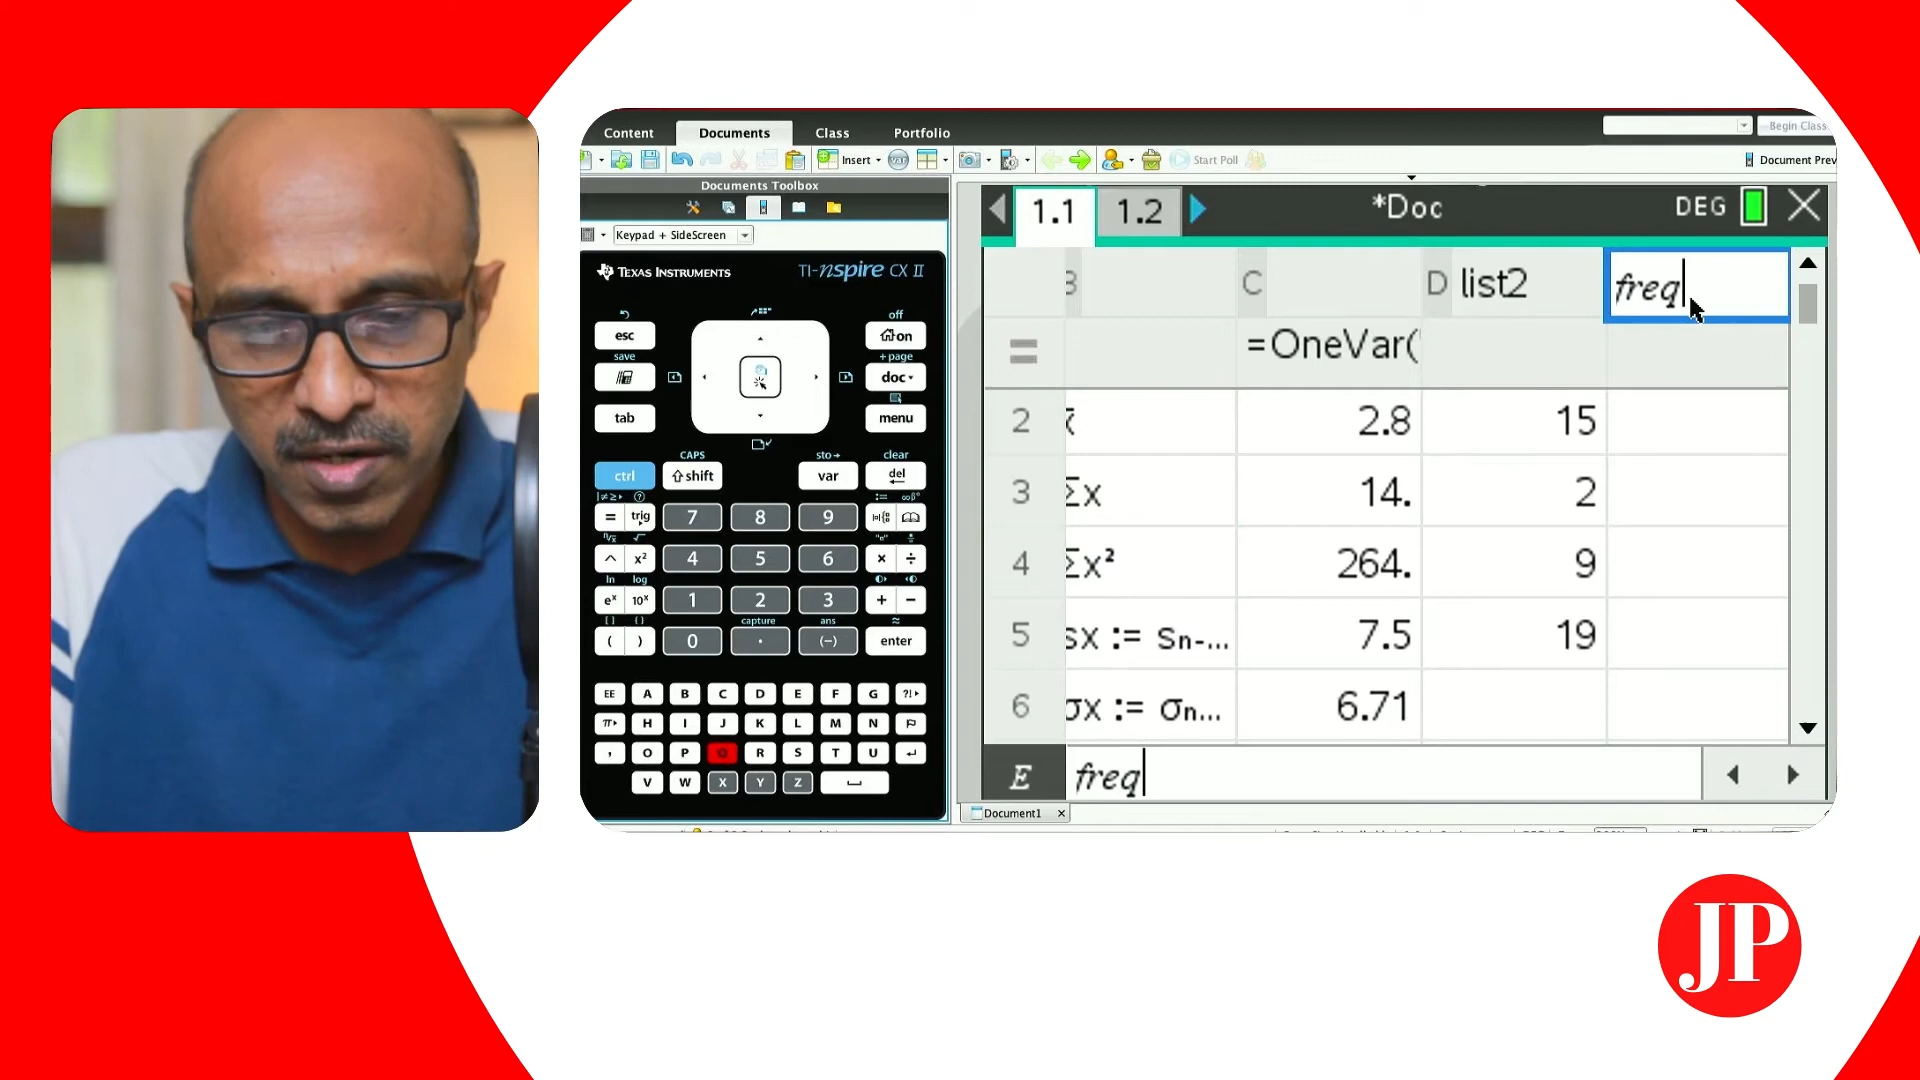 Content Documents Class Portfolio
Begin Class
Insert
Start Poll
Document Prev
Documents Toolbox
Keypad + SideScreen
TEXAS INSTRUMENTS
TI-nspire CX II
esc
save
tab
off
on
+ page
doc
menu
CAPS
sto→
clear
ctrl
shift
var
del
= trig
7 8 9
^ x²
4 5 6
× ÷
ln log
eˣ 10ˣ
1 2 3
+ −
capture
ans
( )
0 . (−)
enter
EE A B C D E F G ?!
π H I J K L M N
, O P R S T U
V W X Y Z
1.1 1.2 *Doc DEG
C D list2 freq
= =OneVar(
2 2.8 15
3 Σx 14. 2
4 Σx² 264. 9
5 sx := sn-... 7.5 19
6 σx := σn... 6.71
E freq
Document1
JP